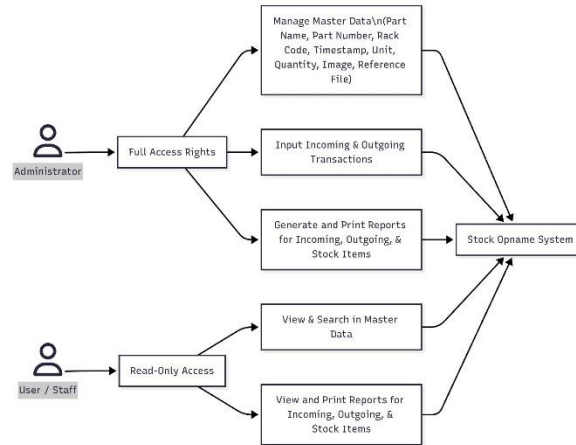 Manage Master Data\n(Part
Name, Part Number, Rack
Code, Timestamp, Unit,
Quantity, Image, Reference
File)
Administrator
Full Access Rights
Input Incoming & Outgoing
Transactions
Generate and Print Reports
for Incoming, Outgoing, &
Stock Items
Stock Opname System
View & Search in Master
Data
User / Staff
Read-Only Access
View and Print Reports for
Incoming, Outgoing, &
Stock Items